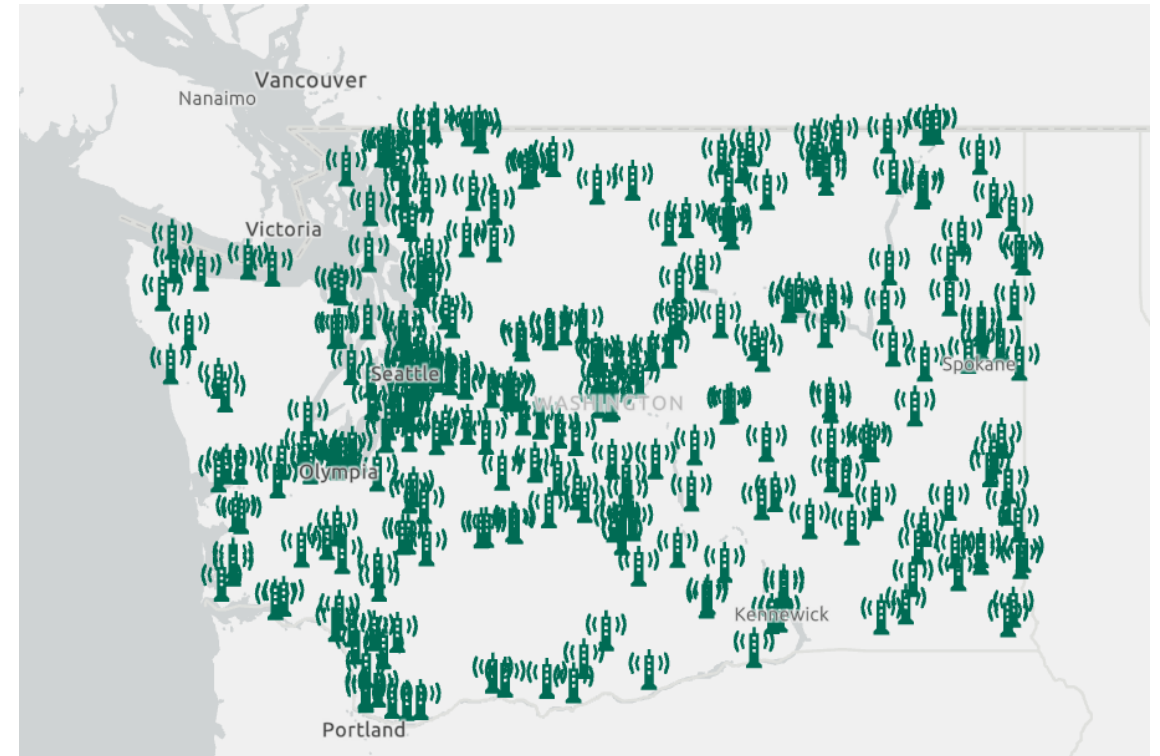 Vancouver
Nanaimo
Victoria
Seattle
Spokane
WASHINGTON
Olympia
Kennewick
Portland